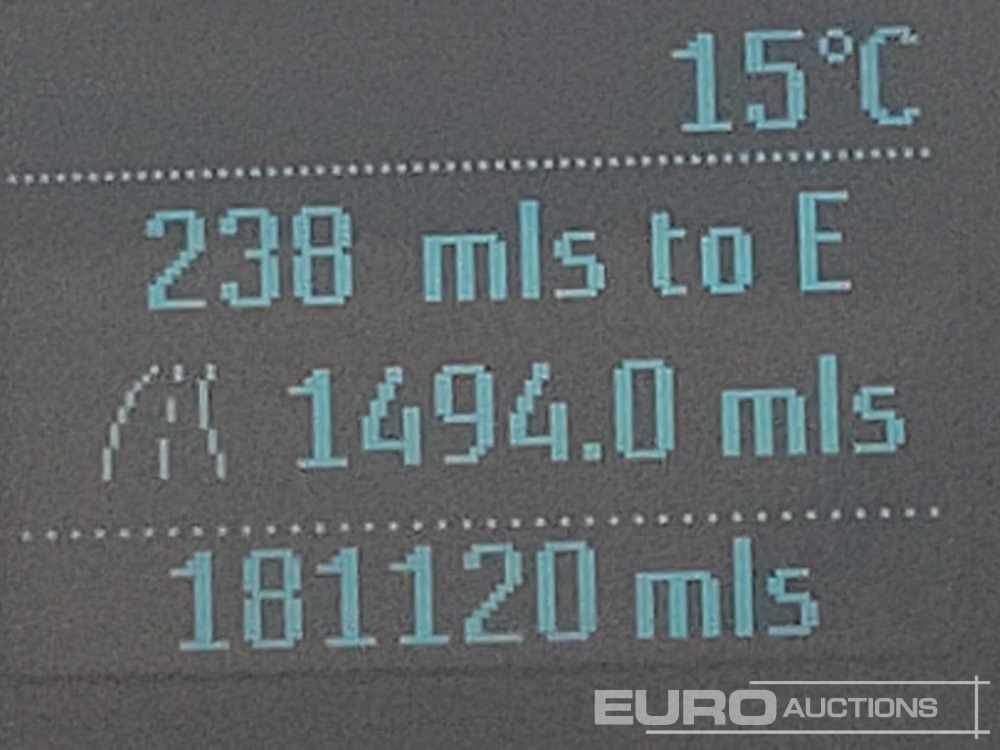 15°C
238 mls to E
1494.0 mls
181120 mls
EURO AUCTIONS